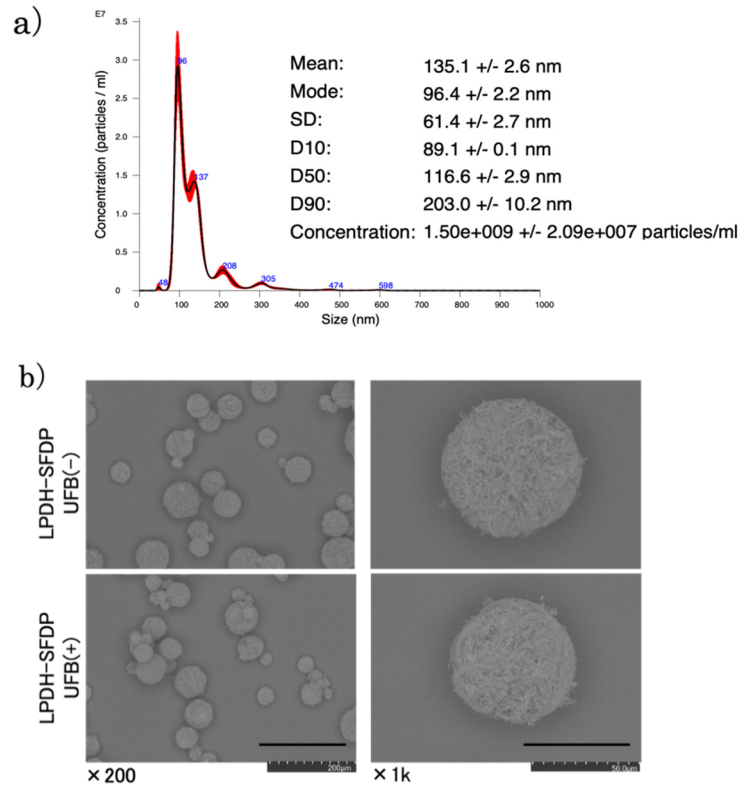 a)
E7
3.5
3.0
2.5
2.0
1.5
1.0
0.5
0
Concentration (particles / ml)
96
137
48
208
305
474
598
0 100 200 300 400 500 600 700 800 900 1000
Size (nm)
Mean: 135.1 +/- 2.6 nm
Mode: 96.4 +/- 2.2 nm
SD: 61.4 +/- 2.7 nm
D10: 89.1 +/- 0.1 nm
D50: 116.6 +/- 2.9 nm
D90: 203.0 +/- 10.2 nm
Concentration: 1.50e+009 +/- 2.09e+007 particles/ml
b)
LPDH-SFDP
UFB(-)
LPDH-SFDP
UFB(+)
×200
200μm
×1k
50.0μm